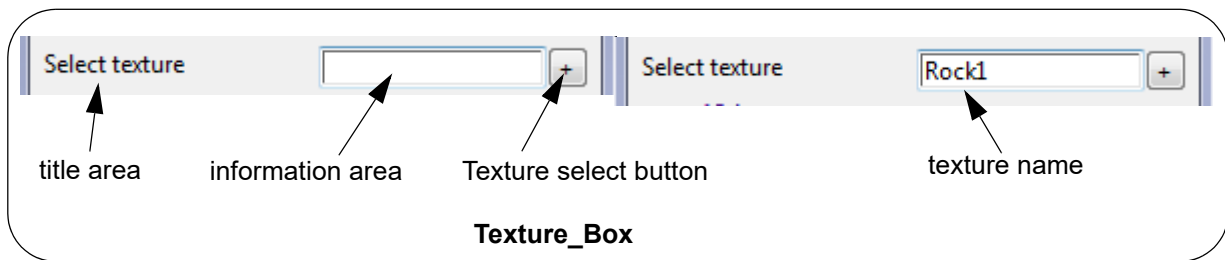 Select texture
+
Select texture
Rock1
+
title area
information area
Texture select button
texture name
Texture_Box